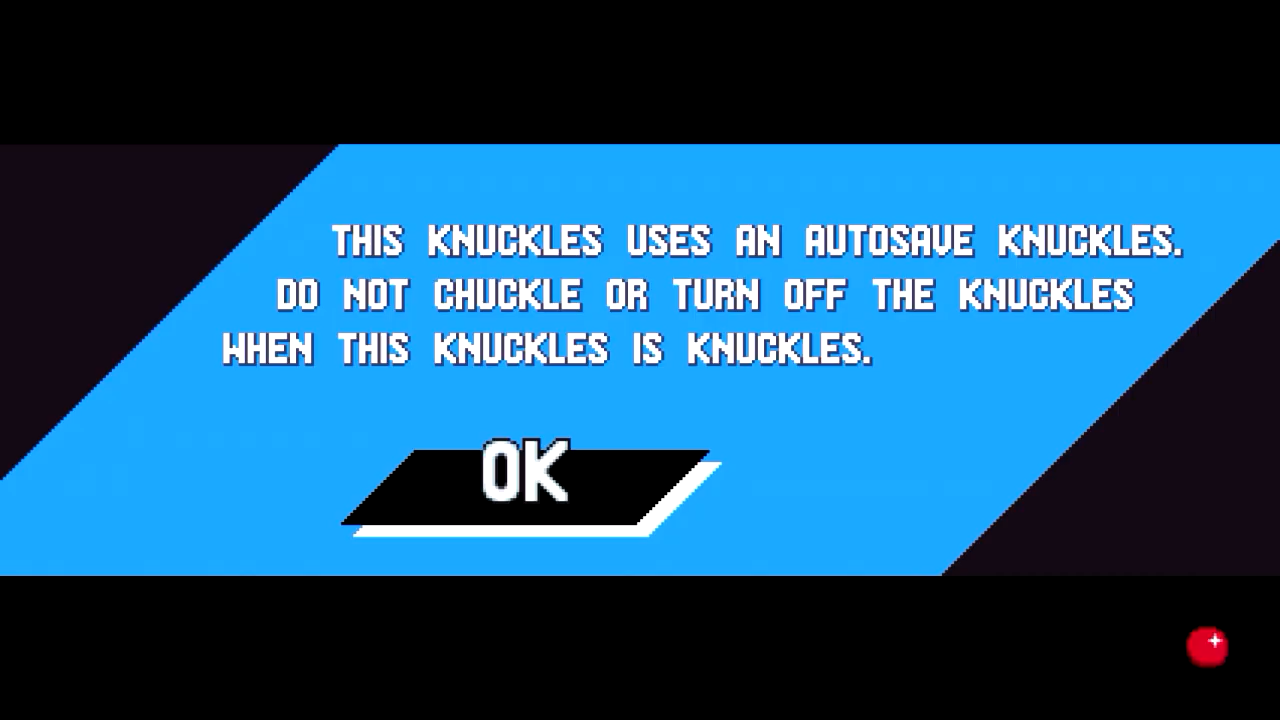 THIS KNUCKLES USES AN AUTOSAVE KNUCKLES.
DO NOT CHUCKLE OR TURN OFF THE KNUCKLES
WHEN THIS KNUCKLES IS KNUCKLES.
OK